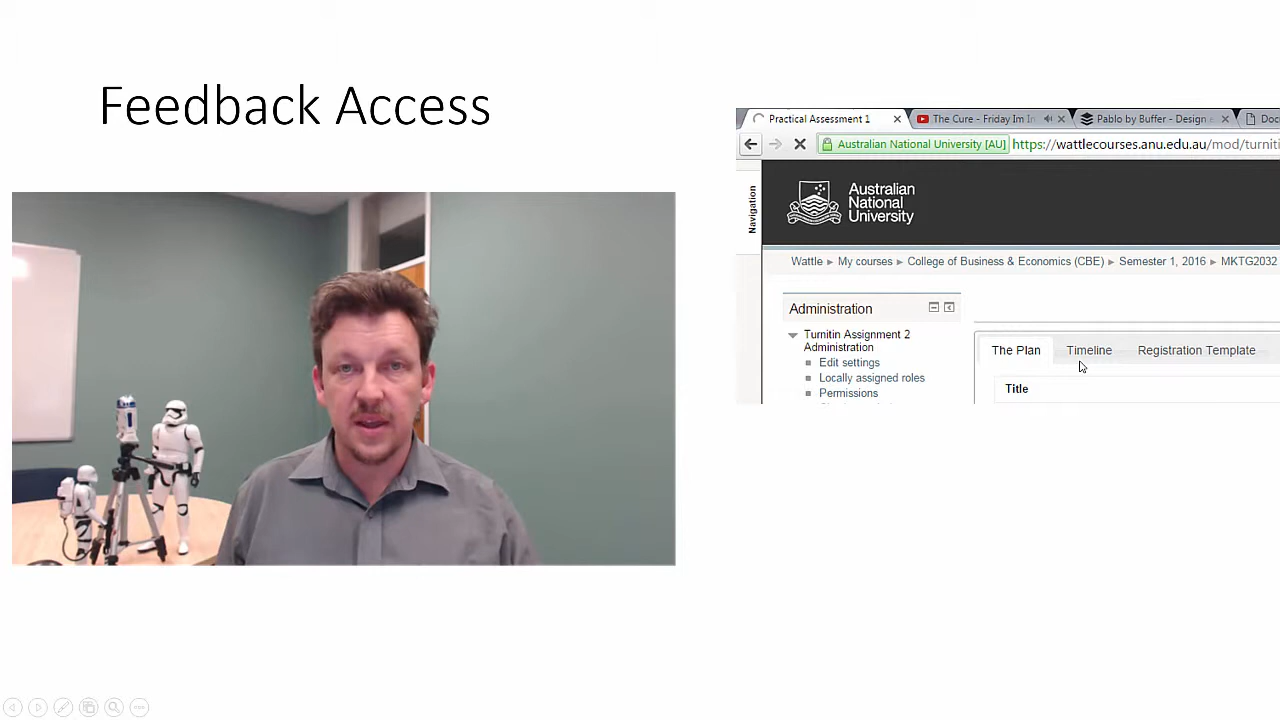 Feedback Access
Practical Assessment 1
The Cure - Friday Im In
Pablo by Buffer - Design
Doc
Australian National University [AU]
https://wattlecourses.anu.edu.au/mod/turniti
Navigation
Australian
National
University
Wattle ► My courses ► College of Business & Economics (CBE) ► Semester 1, 2016 ► MKTG2032
Administration
Turnitin Assignment 2
Administration
Edit settings
Locally assigned roles
Permissions
The Plan
Timeline
Registration Template
Title